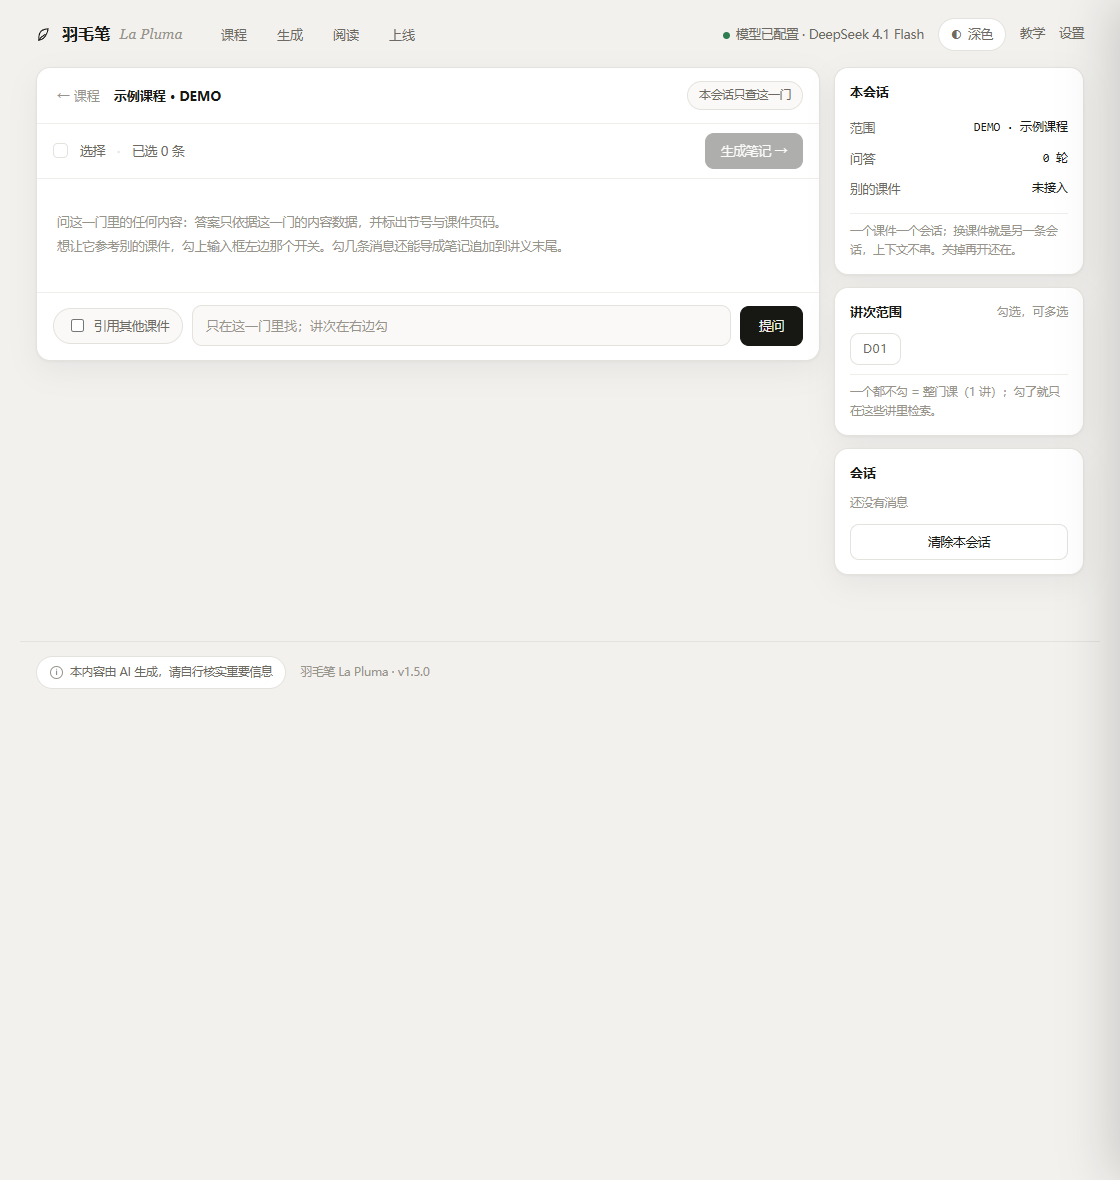 羽毛笔 La Pluma 课程 生成 阅读 上线 模型已配置 · DeepSeek 4.1 Flash 深色 教学 设置
← 课程 示例课程 • DEMO 本会话只查这一门
选择 · 已选 0 条 生成笔记 →
问这一门里的任何内容：答案只依据这一门的内容数据，并标出节号与课件页码。
想让它参考别的课件，勾上输入框左边那个开关。勾几条消息还能导成笔记追加到讲义末尾。
引用其他课件 只在这一门里找；讲次在右边勾 提问
本会话
范围 DEMO · 示例课程
问答 0 轮
别的课件 未接入
一个课件一个会话；换课件就是另一条会
话，上下文不串。关掉再开还在。
讲次范围 勾选，可多选
D01
一个都不勾 = 整门课（1 讲）；勾了就只
在这些讲里检索。
会话
还没有消息
清除本会话
本内容由 AI 生成，请自行核实重要信息 羽毛笔 La Pluma · v1.5.0